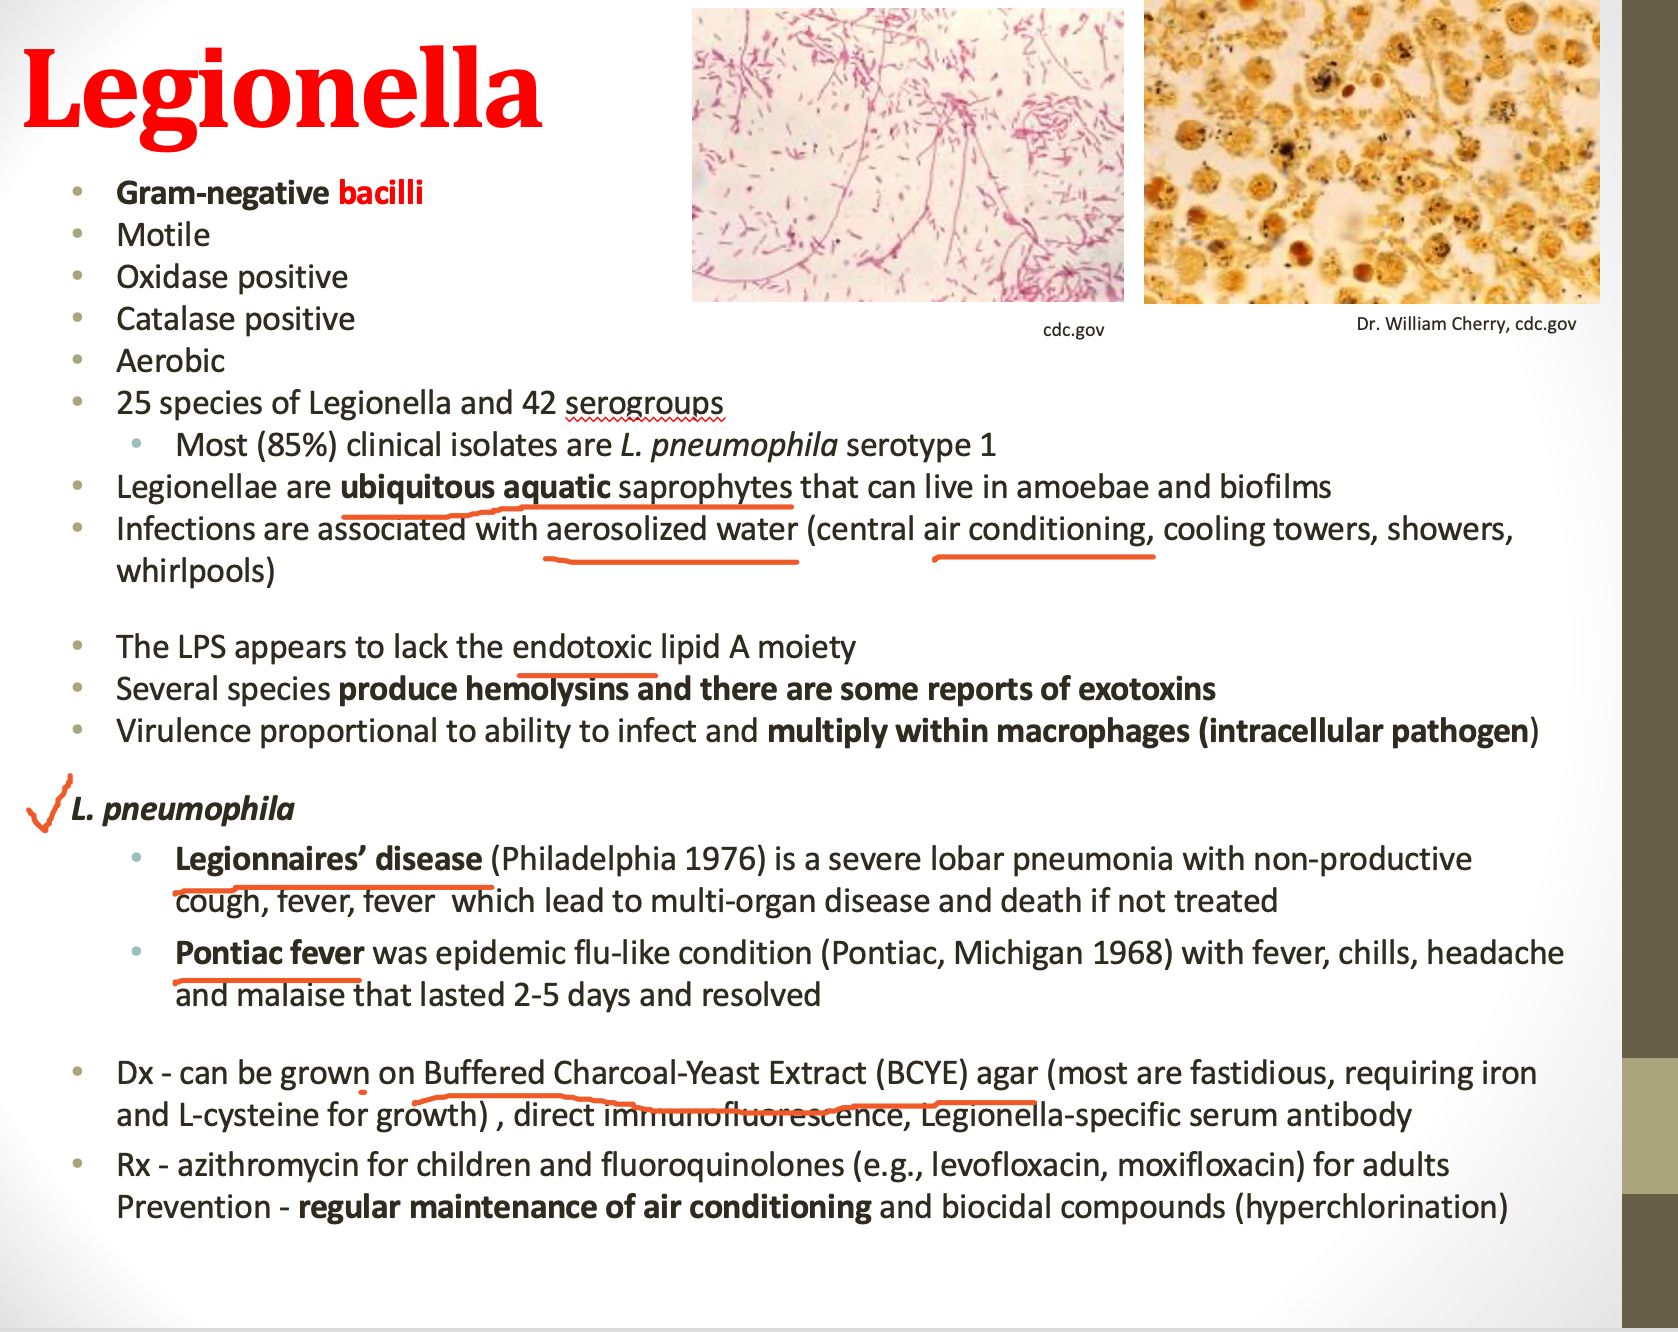 Legionella
• Gram-negative bacilli
• Motile
• Oxidase positive
• Catalase positive
• Aerobic
• 25 species of Legionella and 42 serogroups
• Most (85%) clinical isolates are L. pneumophila serotype 1
• Legionellae are ubiquitous aquatic saprophytes that can live in amoebae and biofilms
• Infections are associated with aerosolized water (central air conditioning, cooling towers, showers,
whirlpools)
cdc.gov
Dr. William Cherry, cdc.gov
• The LPS appears to lack the endotoxic lipid A moiety
• Several species produce hemolysins and there are some reports of exotoxins
• Virulence proportional to ability to infect and multiply within macrophages (intracellular pathogen)
L. pneumophila
• Legionnaires’ disease (Philadelphia 1976) is a severe lobar pneumonia with non-productive
cough, fever, fever  which lead to multi-organ disease and death if not treated
• Pontiac fever was epidemic flu-like condition (Pontiac, Michigan 1968) with fever, chills, headache
and malaise that lasted 2-5 days and resolved
• Dx - can be grown on Buffered Charcoal-Yeast Extract (BCYE) agar (most are fastidious, requiring iron
and L-cysteine for growth) , direct immunofluorescence, Legionella-specific serum antibody
• Rx - azithromycin for children and fluoroquinolones (e.g., levofloxacin, moxifloxacin) for adults
Prevention - regular maintenance of air conditioning and biocidal compounds (hyperchlorination)